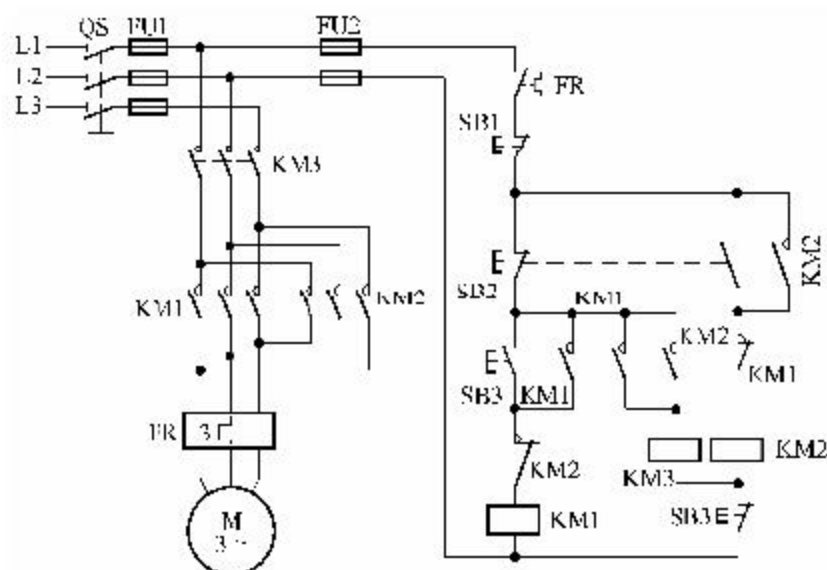 QS FU1 FU2
L1
L2
L3
FR
SB1
KM3
KM2
SB2
KM1
KM1 KM2
KM2
KM1
SB3 KM1
FR 3
KM2 KM2
KM3
M
3~
KM1 SB3